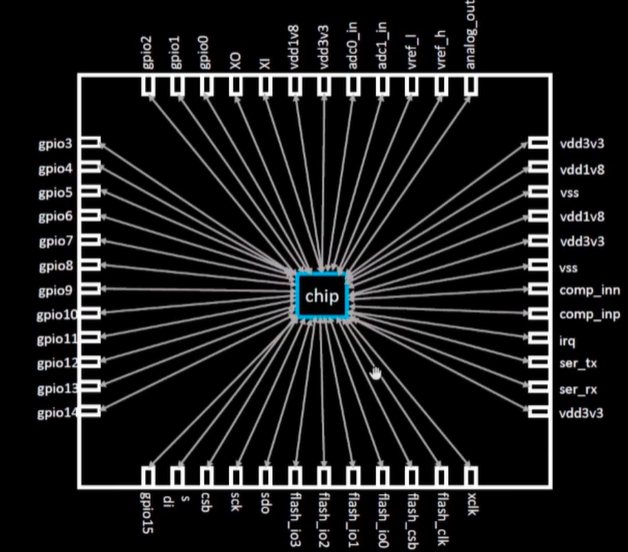 gpio2
gpio1
gpio0
XO
XI
vdd1v8
vdd3v3
adc0_in
adc1_in
vref_l
vref_h
analog_out
gpio3
gpio4
gpio5
gpio6
gpio7
gpio8
gpio9
gpio10
gpio11
gpio12
gpio13
gpio14
chip
vdd3v3
vdd1v8
vss
vdd1v8
vdd3v3
vss
comp_inn
comp_inp
irq
ser_tx
ser_rx
vdd3v3
gpio15
s
di
csb
sck
sdo
flash_io3
flash_io2
flash_io1
flash_io0
flash_csb
flash_clk
xclk